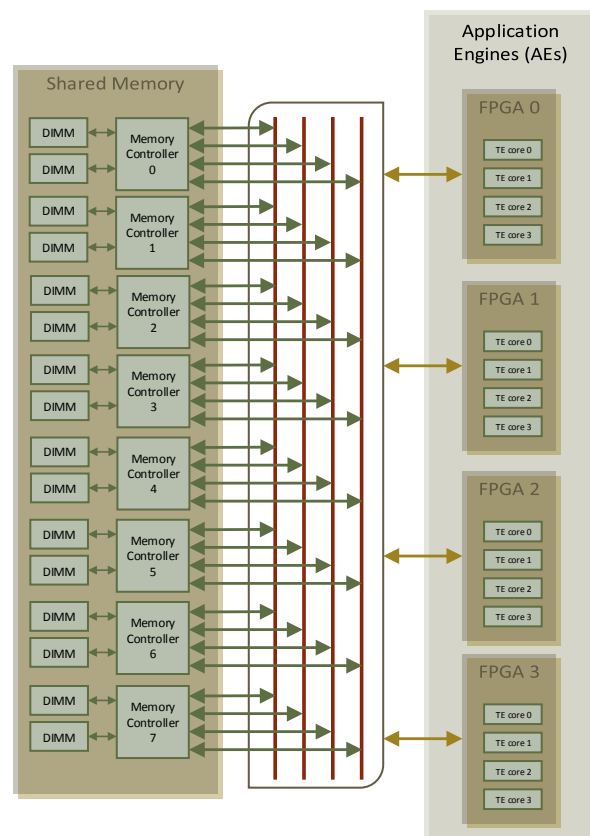 Application
Engines (AEs)
Shared Memory
DIMM
DIMM
Memory
Controller
0
DIMM
DIMM
Memory
Controller
1
DIMM
DIMM
Memory
Controller
2
DIMM
DIMM
Memory
Controller
3
DIMM
DIMM
Memory
Controller
4
DIMM
DIMM
Memory
Controller
5
DIMM
DIMM
Memory
Controller
6
DIMM
DIMM
Memory
Controller
7
FPGA 0
TE core 0
TE core 1
TE core 2
TE core 3
FPGA 1
TE core 0
TE core 1
TE core 2
TE core 3
FPGA 2
TE core 0
TE core 1
TE core 2
TE core 3
FPGA 3
TE core 0
TE core 1
TE core 2
TE core 3